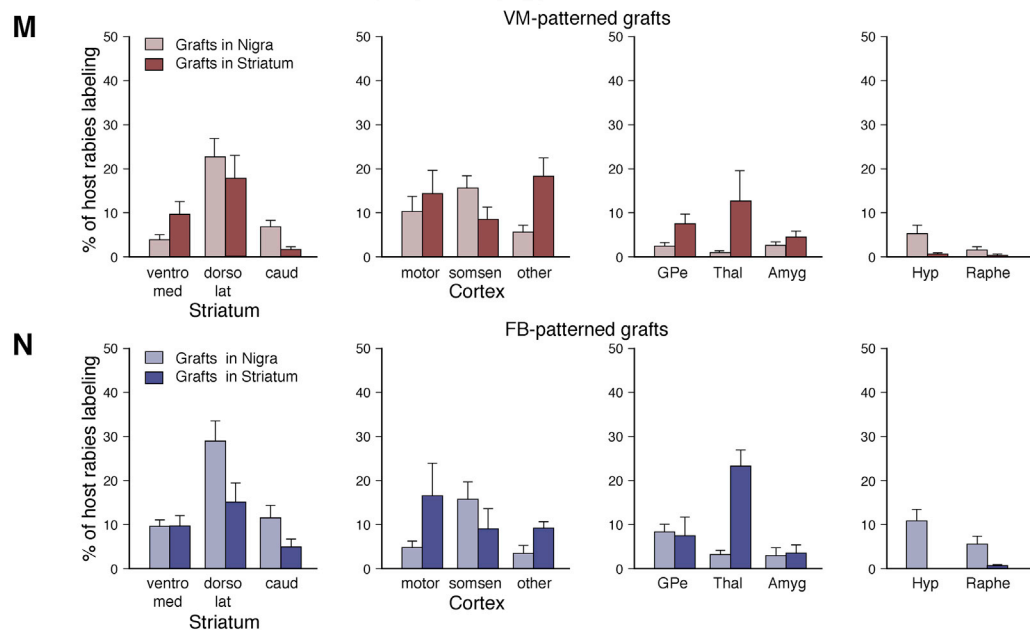 M
VM-patterned grafts
% of host rabies labeling
50
40
30
20
10
0
Grafts in Nigra
Grafts in Striatum
ventro med
dorso lat
caud
Striatum
50
40
30
20
10
0
motor somsen other
Cortex
50
40
30
20
10
0
GPe Thal Amyg
50
40
30
20
10
0
Hyp Raphe
N
FB-patterned grafts
% of host rabies labeling
50
40
30
20
10
0
Grafts in Nigra
Grafts in Striatum
ventro med
dorso lat
caud
Striatum
50
40
30
20
10
0
motor somsen other
Cortex
50
40
30
20
10
0
GPe Thal Amyg
50
40
30
20
10
0
Hyp Raphe